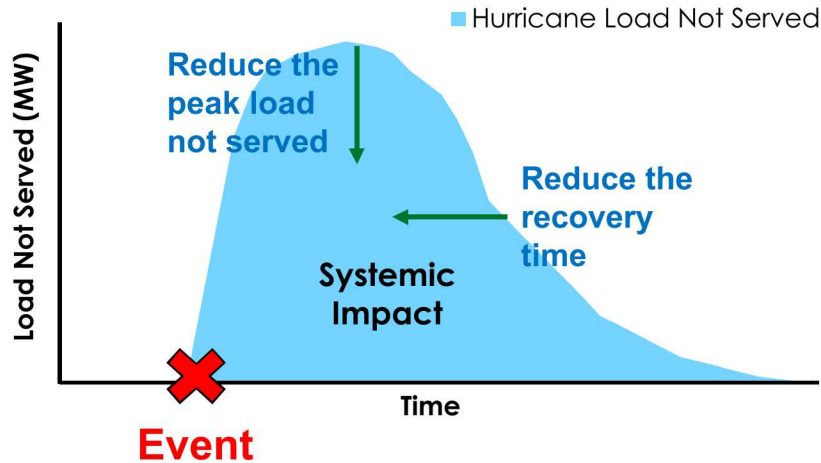 Hurricane Load Not Served
Load Not Served (MW)
Reduce the
peak load
not served
Reduce the
recovery
time
Systemic
Impact
Time
Event